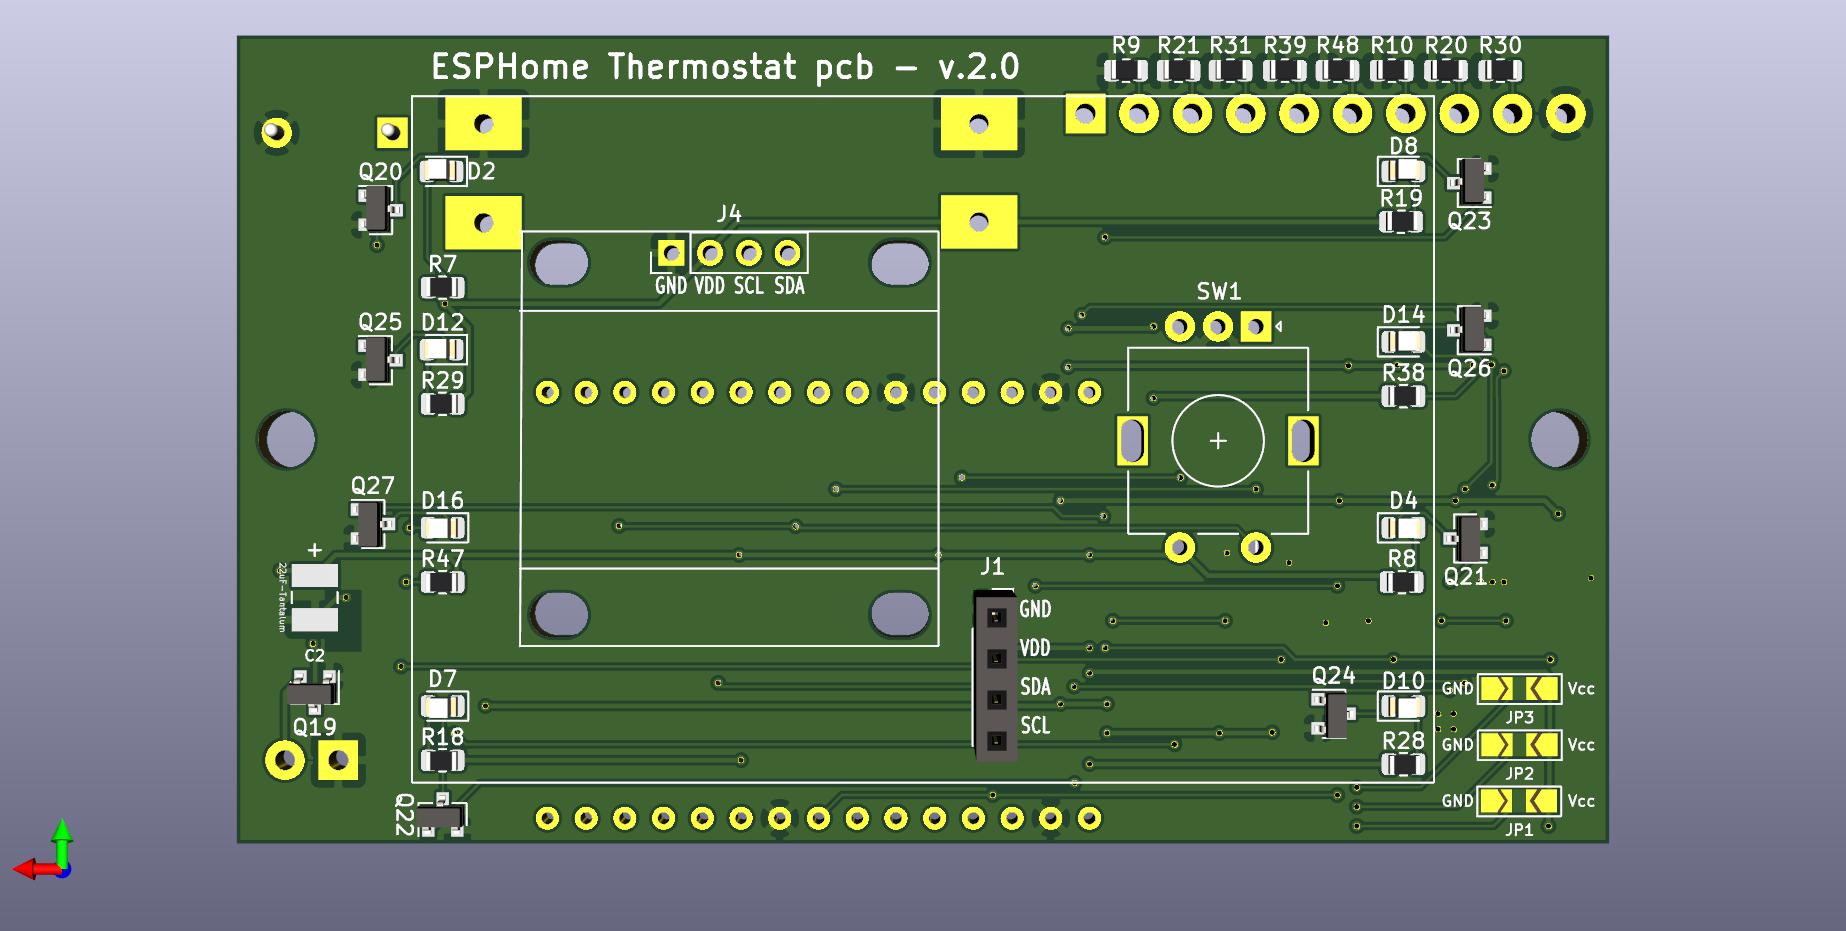 ESPHome Thermostat pcb - v.2.0
R9 R21 R31 R39 R48 R10 R20 R30
Q20
D2
D8
R19
Q23
J4
GND VDD SCL SDA
R7
SW1
Q25
D12
D14
Q26
R29
R38
Q27
D16
D4
+
22uF-Tantalum
R47
J1
R8
Q21
GND
VDD
SDA
SCL
C2
D7
Q19
R18
Q22
Q24
D10
R28
GND Vcc
JP3
GND Vcc
JP2
GND Vcc
JP1